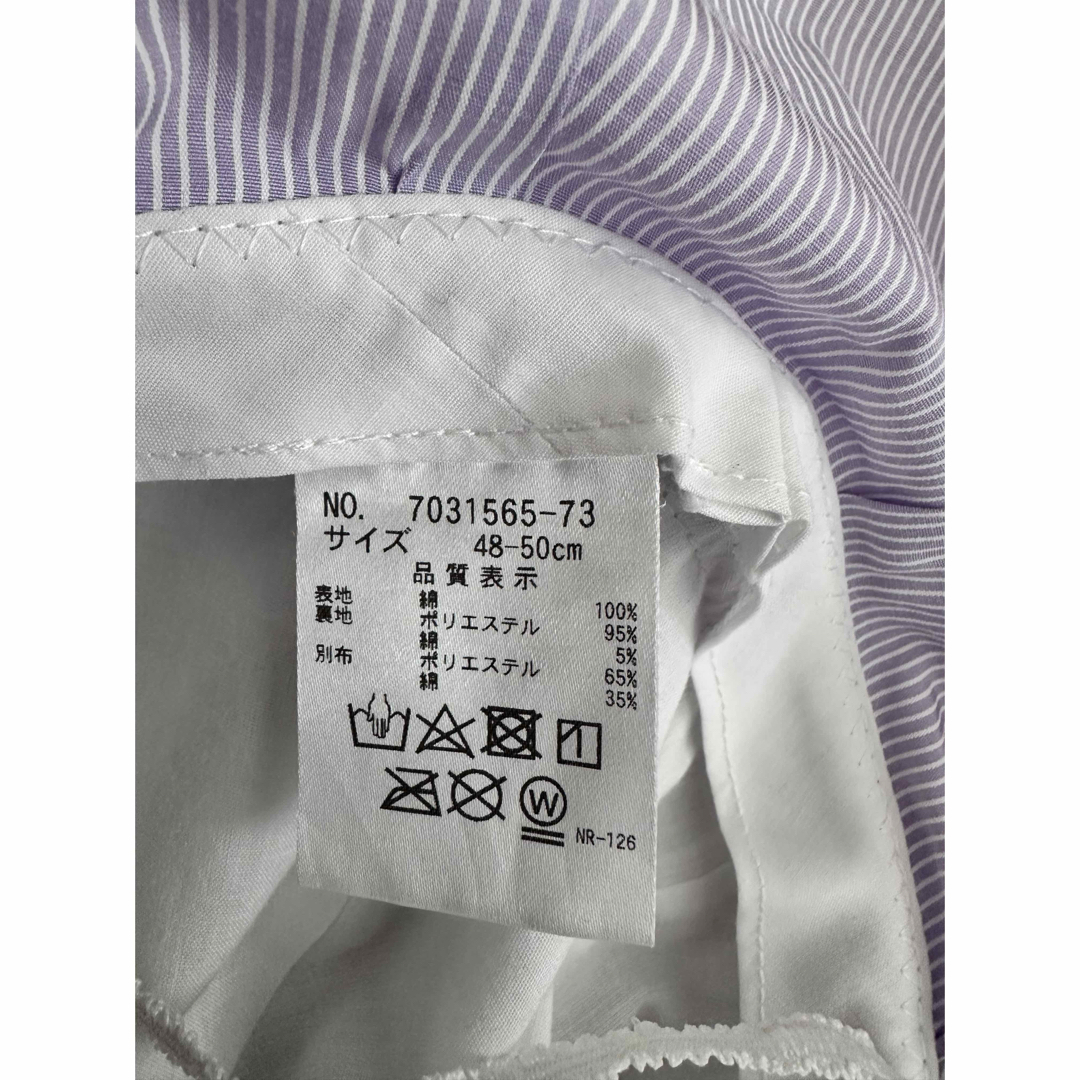 NO. 7031565-73
サイズ 48-50cm
品質表示
表地 綿 100%
裏地 ポリエステル 95%
綿 5%
別布 ポリエステル 65%
綿 35%
W
NR-126